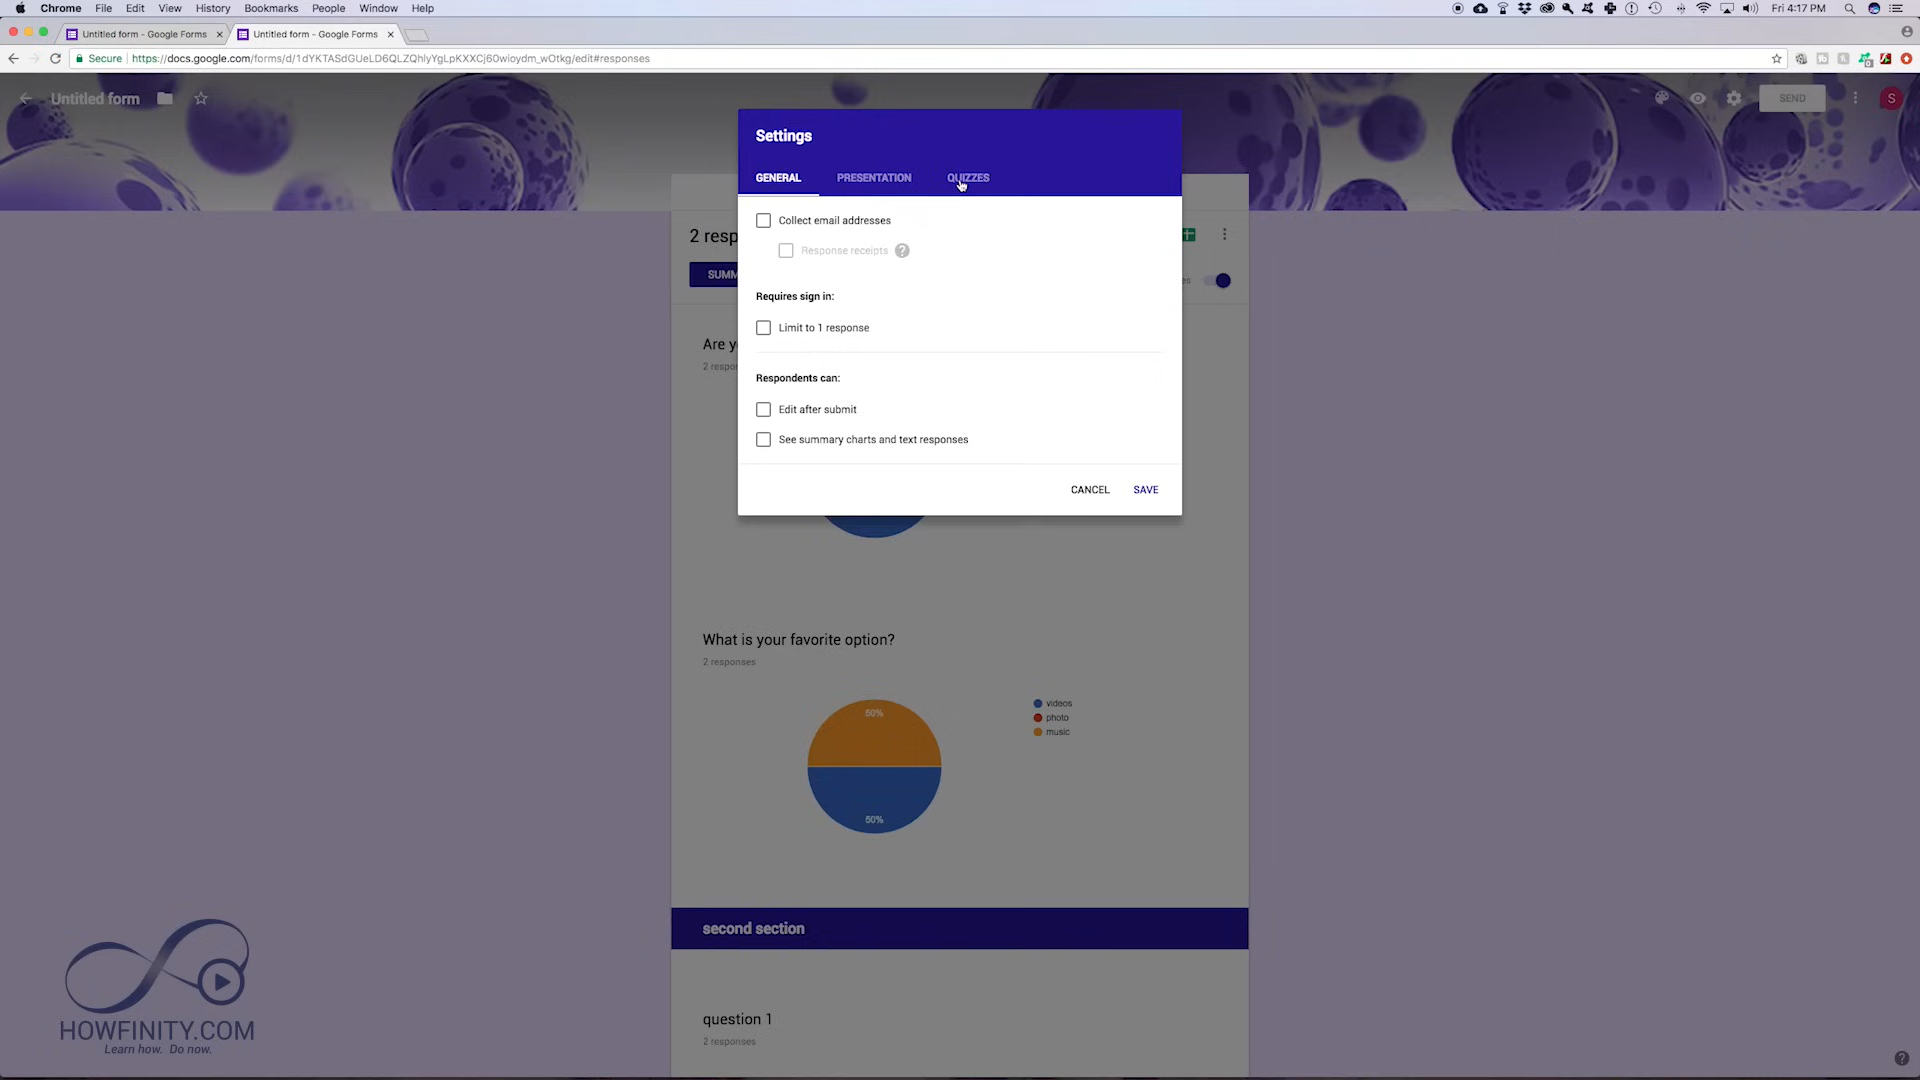 Chrome File Edit View History Bookmarks People Window Help Fri 4:17 PM
Untitled form - Google Forms Untitled form - Google Forms
Secure https://docs.google.com/forms/d/1dYKTASdGUeLD6QLZQhlyYgLpKXXCj60wioydm_wOtkg/edit#responses
Untitled form SEND S
Settings
GENERAL PRESENTATION QUIZZES
Collect email addresses
Response receipts ?
Requires sign in:
Limit to 1 response
Respondents can:
Edit after submit
See summary charts and text responses
CANCEL SAVE
2 resp
SUMM
Are y
2 respo
What is your favorite option?
2 responses
50%
50%
videos
photo
music
second section
question 1
2 responses
HOWFINITY.COM
Learn how. Do now.